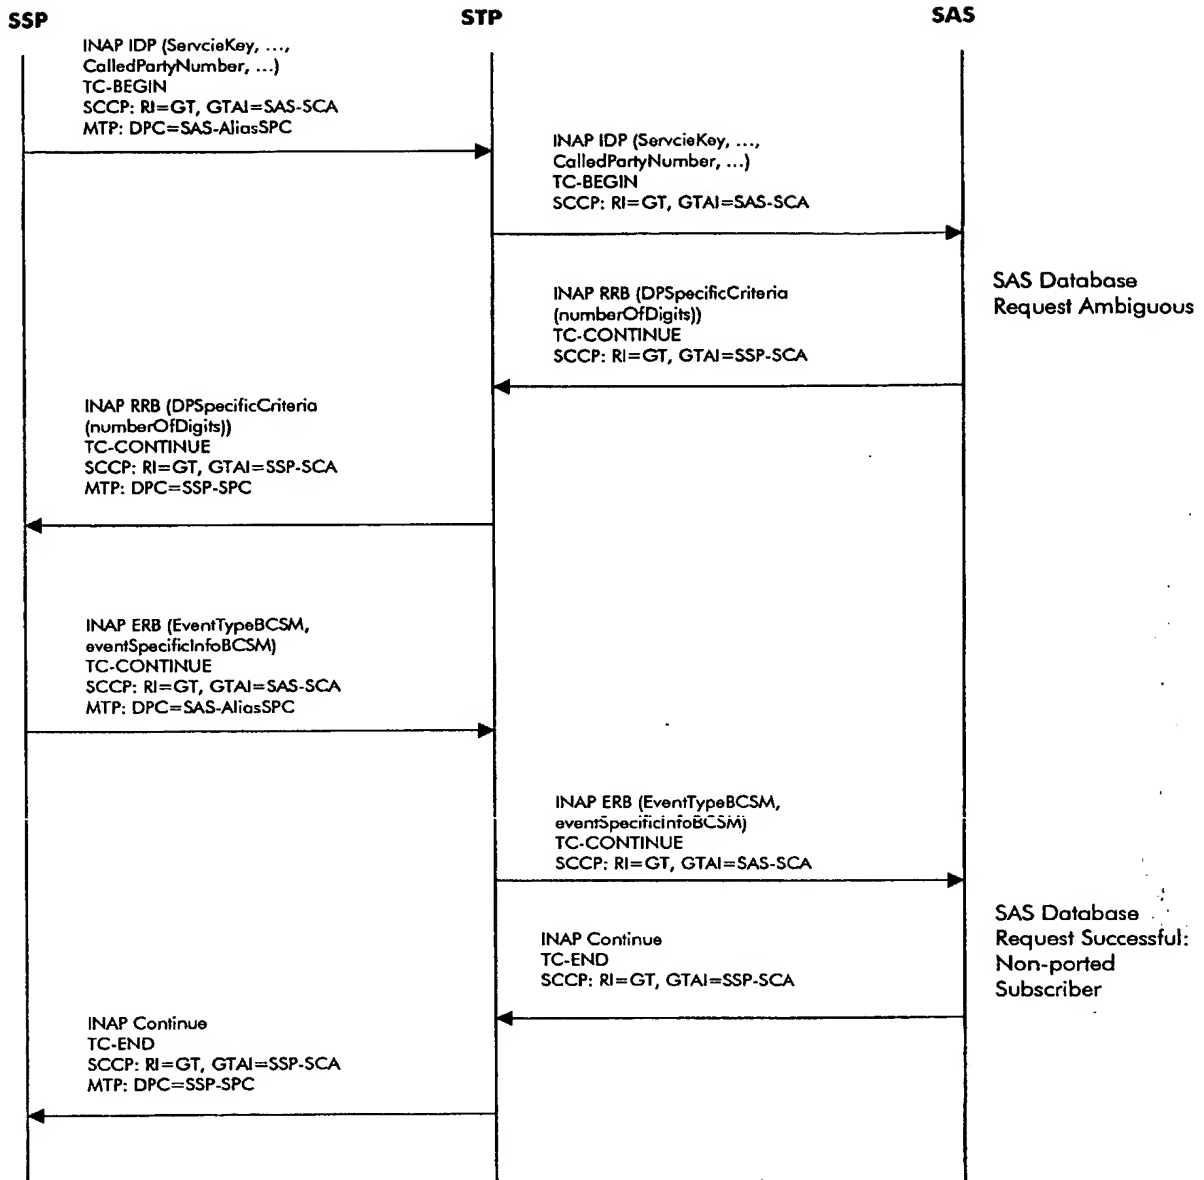 SSP
STP
SAS
INAP IDP (ServcieKey, ...,
CalledPartyNumber, ...)
TC-BEGIN
SCCP: RI=GT, GTAI=SAS-SCA
MTP: DPC=SAS-AliasSPC
INAP IDP (ServcieKey, ...,
CalledPartyNumber, ...)
TC-BEGIN
SCCP: RI=GT, GTAI=SAS-SCA
SAS Database
Request Ambiguous
INAP RRB (DPSpecificCriteria
(numberOfDigits))
TC-CONTINUE
SCCP: RI=GT, GTAI=SSP-SCA
INAP RRB (DPSpecificCriteria
(numberOfDigits))
TC-CONTINUE
SCCP: RI=GT, GTAI=SSP-SCA
MTP: DPC=SSP-SPC
INAP ERB (EventTypeBCSM,
eventSpecificInfoBCSM)
TC-CONTINUE
SCCP: RI=GT, GTAI=SAS-SCA
MTP: DPC=SAS-AliasSPC
INAP ERB (EventTypeBCSM,
eventSpecificInfoBCSM)
TC-CONTINUE
SCCP: RI=GT, GTAI=SAS-SCA
SAS Database
Request Successful:
Non-ported
Subscriber
INAP Continue
TC-END
SCCP: RI=GT, GTAI=SSP-SCA
INAP Continue
TC-END
SCCP: RI=GT, GTAI=SSP-SCA
MTP: DPC=SSP-SPC